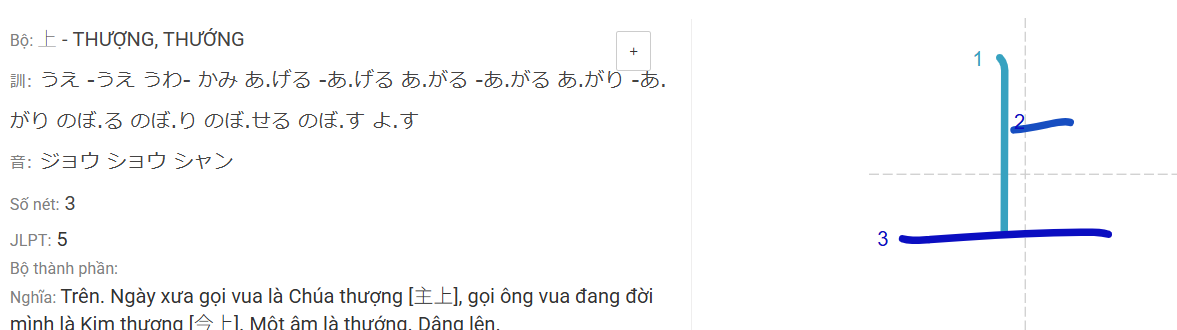 Bộ: 上 - THƯỢNG, THƯỚNG
+
訓: うえ -うえ うわ- かみ あ.げる -あ.げる あ.がる -あ.がる あ.がり -あ.
がり のぼ.る のぼ.り のぼ.せる のぼ.す よ.す
音: ジョウ ショウ シャン
Số nét: 3
JLPT: 5
Bộ thành phần:
Nghĩa: Trên. Ngày xưa gọi vua là Chúa thượng [主上], gọi ông vua đang đời
mình là Kim thượng [今上]. Một âm là thướng. Dâng lên.
1
2
3